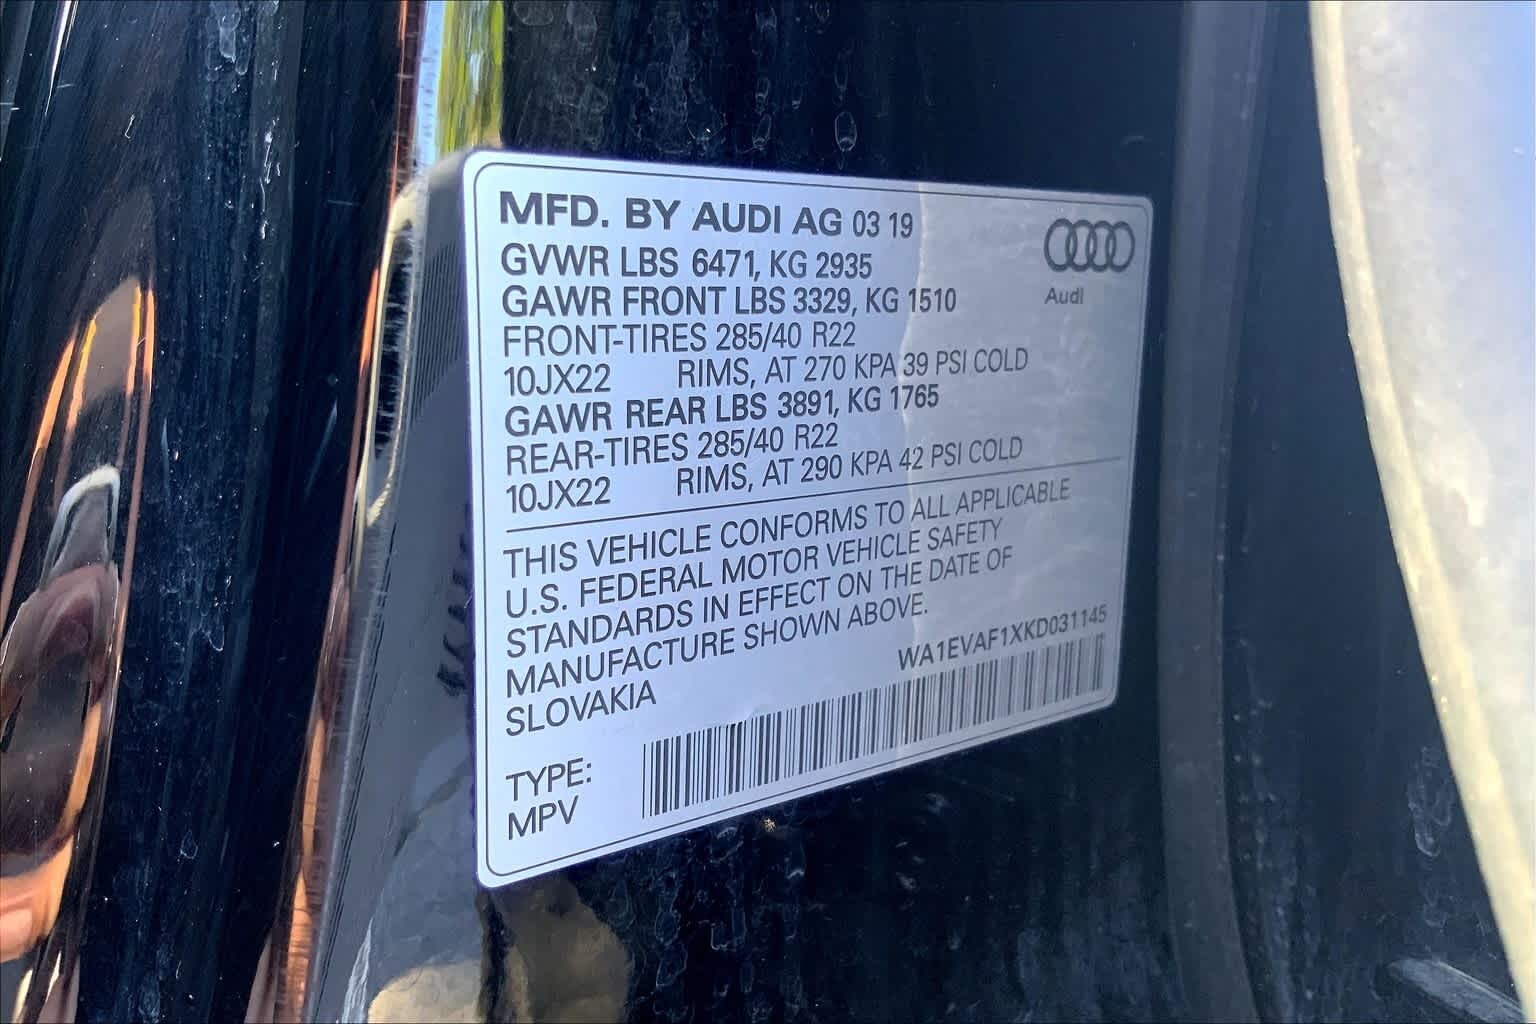 MFD. BY AUDI AG 03 19
GVWR LBS 6471, KG 2935
GAWR FRONT LBS 3329, KG 1510
FRONT-TIRES 285/40 R22
10JX22 RIMS, AT 270 KPA 39 PSI COLD
GAWR REAR LBS 3891, KG 1765
REAR-TIRES 285/40 R22
10JX22 RIMS, AT 290 KPA 42 PSI COLD
Audi
THIS VEHICLE CONFORMS TO ALL APPLICABLE
U.S. FEDERAL MOTOR VEHICLE SAFETY
STANDARDS IN EFFECT ON THE DATE OF
MANUFACTURE SHOWN ABOVE.
SLOVAKIA
WA1EVAF1XKD031145
TYPE:
MPV